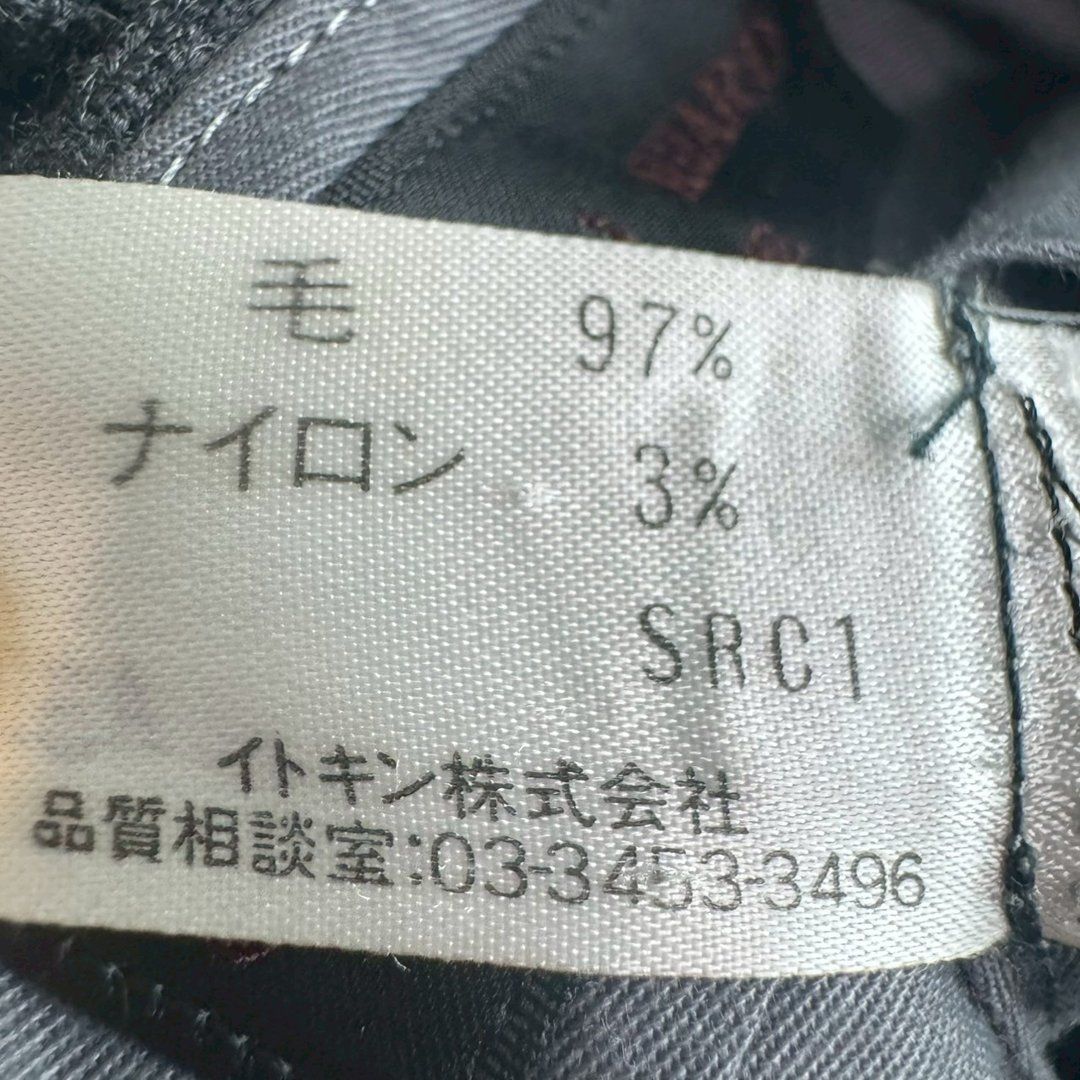 毛 97%
ナイロン 3%
SRC1
イトキン株式会社
品質相談室:03-3453-3496